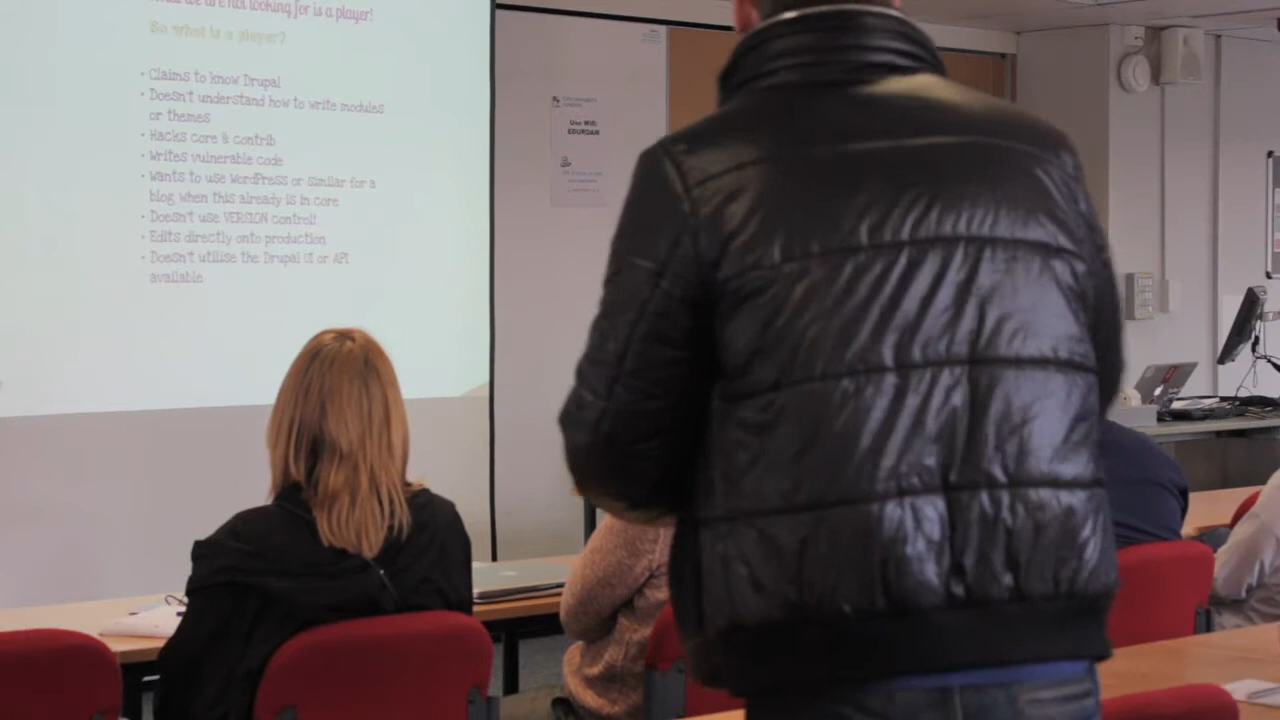 what we are not looking for is a player!
So what is a player?
• Claims to know Drupal
• Doesn't understand how to write modules
or themes
• Hacks core & contrib
• Writes vulnerable code
• Wants to use WordPress or similar for a
blog when this already is in core
• Doesn't use VERSION control!
• Edits directly onto production
• Doesn't utilise the Drupal UI or API
available
Use Wifi:
EDUROAM